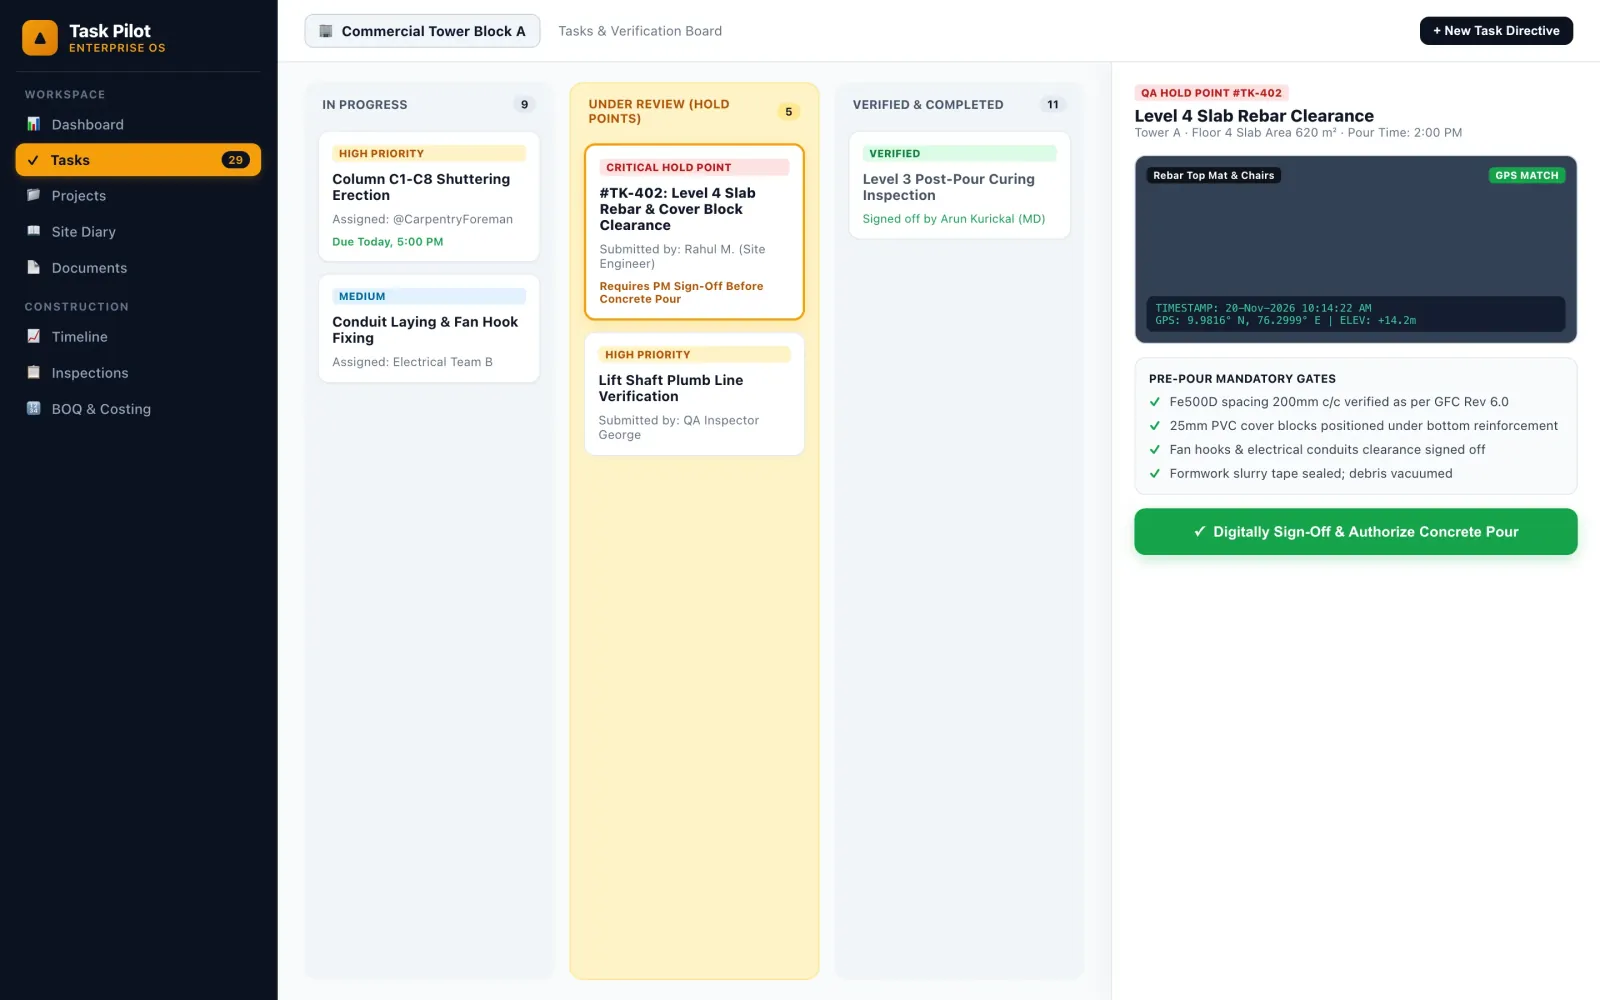 Task Pilot
ENTERPRISE OS
WORKSPACE
Dashboard
Tasks 29
Projects
Site Diary
Documents
CONSTRUCTION
Timeline
Inspections
BOQ & Costing
Commercial Tower Block A
Tasks & Verification Board
+ New Task Directive
IN PROGRESS 9
HIGH PRIORITY
Column C1-C8 Shuttering
Erection
Assigned: @CarpentryForeman
Due Today, 5:00 PM
MEDIUM
Conduit Laying & Fan Hook
Fixing
Assigned: Electrical Team B
UNDER REVIEW (HOLD
POINTS) 5
CRITICAL HOLD POINT
#TK-402: Level 4 Slab
Rebar & Cover Block
Clearance
Submitted by: Rahul M. (Site
Engineer)
Requires PM Sign-Off Before
Concrete Pour
HIGH PRIORITY
Lift Shaft Plumb Line
Verification
Submitted by: QA Inspector
George
VERIFIED & COMPLETED 11
VERIFIED
Level 3 Post-Pour Curing
Inspection
Signed off by Arun Kurickal (MD)
QA HOLD POINT #TK-402
Level 4 Slab Rebar Clearance
Tower A · Floor 4 Slab Area 620 m² · Pour Time: 2:00 PM
Rebar Top Mat & Chairs
GPS MATCH
TIMESTAMP: 20-Nov-2026 10:14:22 AM
GPS: 9.9816° N, 76.2999° E | ELEV: +14.2m
PRE-POUR MANDATORY GATES
✓ Fe500D spacing 200mm c/c verified as per GFC Rev 6.0
✓ 25mm PVC cover blocks positioned under bottom reinforcement
✓ Fan hooks & electrical conduits clearance signed off
✓ Formwork slurry tape sealed; debris vacuumed
✓ Digitally Sign-Off & Authorize Concrete Pour